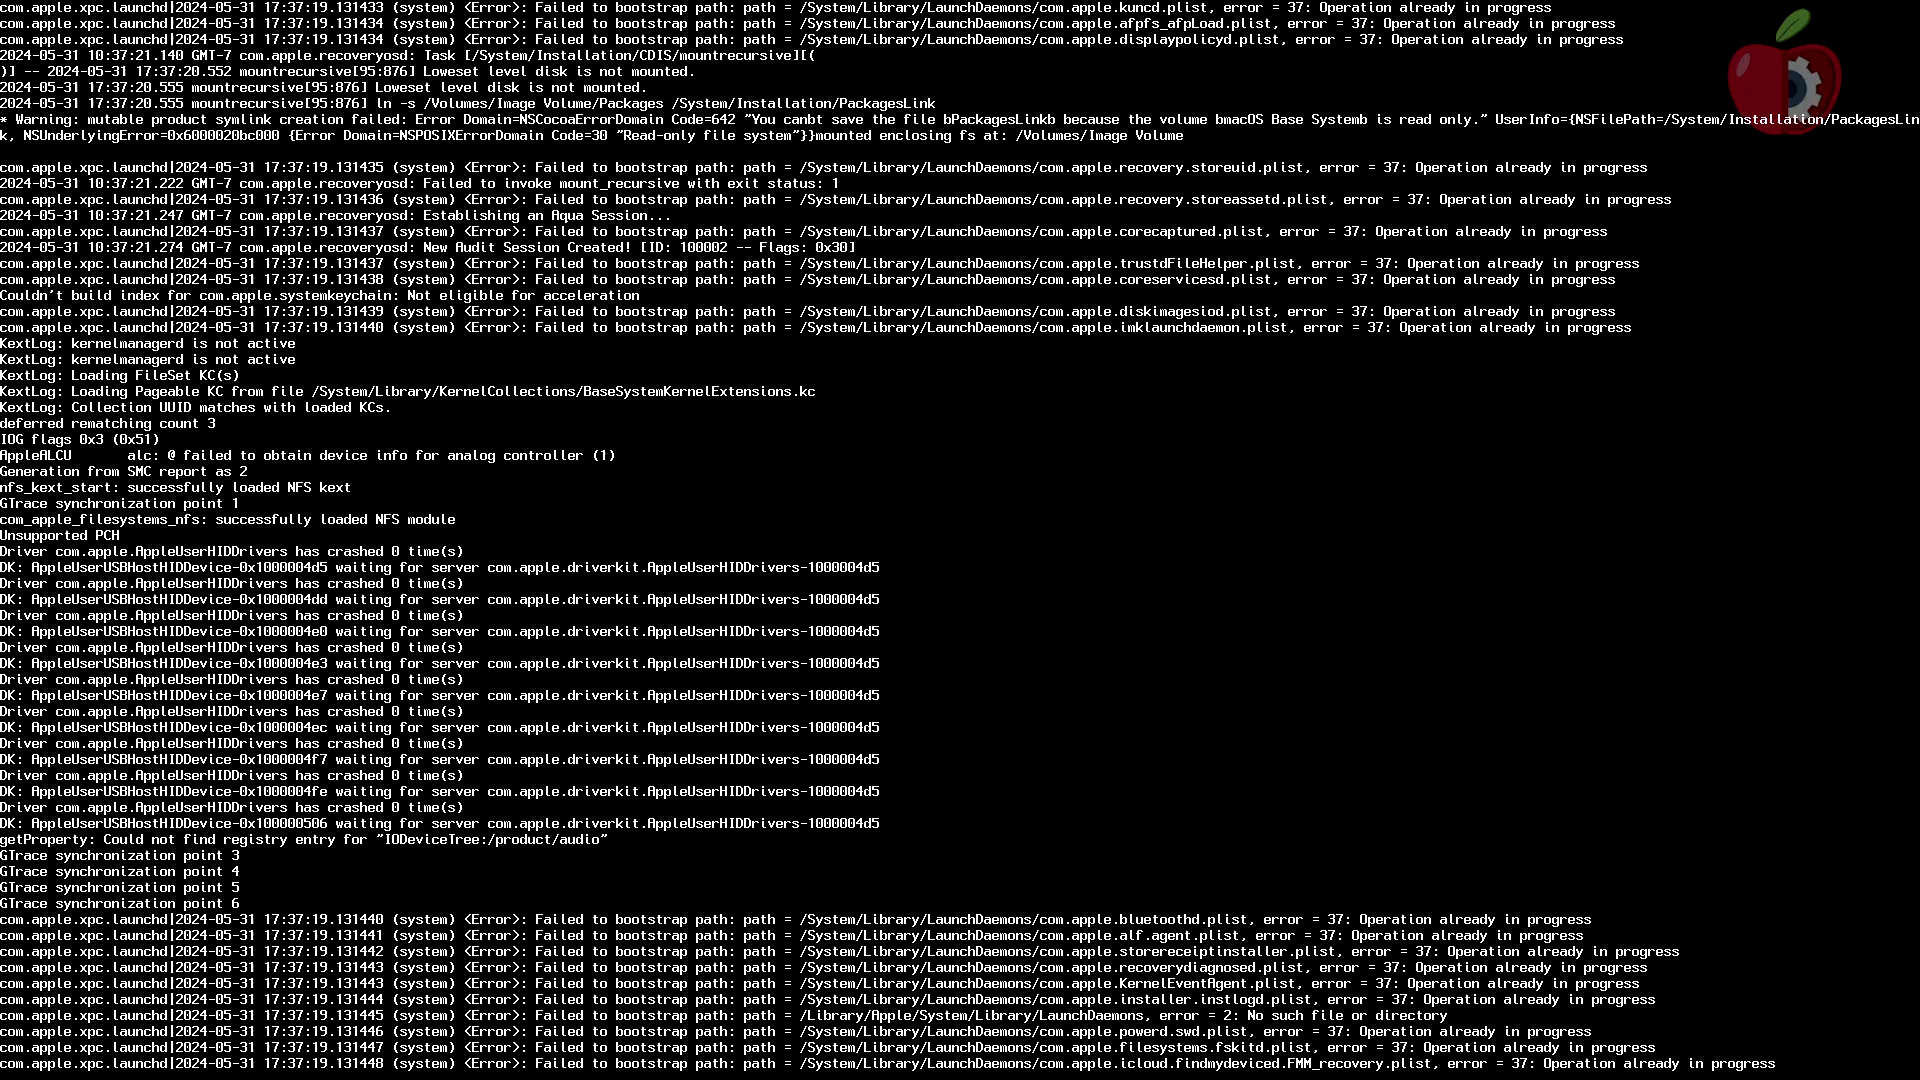 com.apple.xpc.launchd|2024-05-31 17:37:19.131433 (system) <Error>: Failed to bootstrap path: path = /System/Library/LaunchDaemons/com.apple.kuncd.plist, error = 37: Operation already in progress
com.apple.xpc.launchd|2024-05-31 17:37:19.131434 (system) <Error>: Failed to bootstrap path: path = /System/Library/LaunchDaemons/com.apple.afpfs_afpLoad.plist, error = 37: Operation already in progress
com.apple.xpc.launchd|2024-05-31 17:37:19.131434 (system) <Error>: Failed to bootstrap path: path = /System/Library/LaunchDaemons/com.apple.displaypolicyd.plist, error = 37: Operation already in progress
2024-05-31 10:37:21.140 GMT-7 com.apple.recoveryosd: Task [/System/Installation/CDIS/mountrecursive][(
)] -- 2024-05-31 17:37:20.552 mountrecursive[95:876] Loweset level disk is not mounted.
2024-05-31 17:37:20.555 mountrecursive[95:876] Loweset level disk is not mounted.
2024-05-31 17:37:20.555 mountrecursive[95:876] ln -s /Volumes/Image Volume/Packages /System/Installation/PackagesLink
* Warning: mutable product symlink creation failed: Error Domain=NSCocoaErrorDomain Code=642 "You canbt save the file bPackagesLinkb because the volume bmacOS Base Systemb is read only." UserInfo={NSFilePath=/System/Installation/PackagesLin
k, NSUnderlyingError=0x6000020bc000 {Error Domain=NSPOSIXErrorDomain Code=30 "Read-only file system"}}mounted enclosing fs at: /Volumes/Image Volume
com.apple.xpc.launchd|2024-05-31 17:37:19.131435 (system) <Error>: Failed to bootstrap path: path = /System/Library/LaunchDaemons/com.apple.recovery.storeuid.plist, error = 37: Operation already in progress
2024-05-31 10:37:21.222 GMT-7 com.apple.recoveryosd: Failed to invoke mount_recursive with exit status: 1
com.apple.xpc.launchd|2024-05-31 17:37:19.131436 (system) <Error>: Failed to bootstrap path: path = /System/Library/LaunchDaemons/com.apple.recovery.storeassetd.plist, error = 37: Operation already in progress
2024-05-31 10:37:21.247 GMT-7 com.apple.recoveryosd: Establishing an Aqua Session...
com.apple.xpc.launchd|2024-05-31 17:37:19.131437 (system) <Error>: Failed to bootstrap path: path = /System/Library/LaunchDaemons/com.apple.corecaptured.plist, error = 37: Operation already in progress
2024-05-31 10:37:21.274 GMT-7 com.apple.recoveryosd: New Audit Session Created! [ID: 100002 -- Flags: 0x30]
com.apple.xpc.launchd|2024-05-31 17:37:19.131437 (system) <Error>: Failed to bootstrap path: path = /System/Library/LaunchDaemons/com.apple.trustdFileHelper.plist, error = 37: Operation already in progress
com.apple.xpc.launchd|2024-05-31 17:37:19.131438 (system) <Error>: Failed to bootstrap path: path = /System/Library/LaunchDaemons/com.apple.coreservicesd.plist, error = 37: Operation already in progress
Couldn't build index for com.apple.systemkeychain: Not eligible for acceleration
com.apple.xpc.launchd|2024-05-31 17:37:19.131439 (system) <Error>: Failed to bootstrap path: path = /System/Library/LaunchDaemons/com.apple.diskimagesiod.plist, error = 37: Operation already in progress
com.apple.xpc.launchd|2024-05-31 17:37:19.131440 (system) <Error>: Failed to bootstrap path: path = /System/Library/LaunchDaemons/com.apple.imklaunchdaemon.plist, error = 37: Operation already in progress
KextLog: kernelmanagerd is not active
KextLog: kernelmanagerd is not active
KextLog: Loading FileSet KC(s)
KextLog: Loading Pageable KC from file /System/Library/KernelCollections/BaseSystemKernelExtensions.kc
KextLog: Collection UUID matches with loaded KCs.
deferred rematching count 3
IOG flags 0x3 (0x51)
AppleALCU       alc: @ failed to obtain device info for analog controller (1)
Generation from SMC report as 2
nfs_kext_start: successfully loaded NFS kext
GTrace synchronization point 1
com_apple_filesystems_nfs: successfully loaded NFS module
Unsupported PCH
Driver com.apple.AppleUserHIDDrivers has crashed 0 time(s)
DK: AppleUserUSBHostHIDDevice-0x1000004d5 waiting for server com.apple.driverkit.AppleUserHIDDrivers-1000004d5
Driver com.apple.AppleUserHIDDrivers has crashed 0 time(s)
DK: AppleUserUSBHostHIDDevice-0x1000004dd waiting for server com.apple.driverkit.AppleUserHIDDrivers-1000004d5
Driver com.apple.AppleUserHIDDrivers has crashed 0 time(s)
DK: AppleUserUSBHostHIDDevice-0x1000004e0 waiting for server com.apple.driverkit.AppleUserHIDDrivers-1000004d5
Driver com.apple.AppleUserHIDDrivers has crashed 0 time(s)
DK: AppleUserUSBHostHIDDevice-0x1000004e3 waiting for server com.apple.driverkit.AppleUserHIDDrivers-1000004d5
Driver com.apple.AppleUserHIDDrivers has crashed 0 time(s)
DK: AppleUserUSBHostHIDDevice-0x1000004e7 waiting for server com.apple.driverkit.AppleUserHIDDrivers-1000004d5
Driver com.apple.AppleUserHIDDrivers has crashed 0 time(s)
DK: AppleUserUSBHostHIDDevice-0x1000004ec waiting for server com.apple.driverkit.AppleUserHIDDrivers-1000004d5
Driver com.apple.AppleUserHIDDrivers has crashed 0 time(s)
DK: AppleUserUSBHostHIDDevice-0x1000004f7 waiting for server com.apple.driverkit.AppleUserHIDDrivers-1000004d5
Driver com.apple.AppleUserHIDDrivers has crashed 0 time(s)
DK: AppleUserUSBHostHIDDevice-0x1000004fe waiting for server com.apple.driverkit.AppleUserHIDDrivers-1000004d5
Driver com.apple.AppleUserHIDDrivers has crashed 0 time(s)
DK: AppleUserUSBHostHIDDevice-0x100000506 waiting for server com.apple.driverkit.AppleUserHIDDrivers-1000004d5
getProperty: Could not find registry entry for "IODeviceTree:/product/audio"
GTrace synchronization point 3
GTrace synchronization point 4
GTrace synchronization point 5
GTrace synchronization point 6
com.apple.xpc.launchd|2024-05-31 17:37:19.131440 (system) <Error>: Failed to bootstrap path: path = /System/Library/LaunchDaemons/com.apple.bluetoothd.plist, error = 37: Operation already in progress
com.apple.xpc.launchd|2024-05-31 17:37:19.131441 (system) <Error>: Failed to bootstrap path: path = /System/Library/LaunchDaemons/com.apple.alf.agent.plist, error = 37: Operation already in progress
com.apple.xpc.launchd|2024-05-31 17:37:19.131442 (system) <Error>: Failed to bootstrap path: path = /System/Library/LaunchDaemons/com.apple.storereceiptinstaller.plist, error = 37: Operation already in progress
com.apple.xpc.launchd|2024-05-31 17:37:19.131443 (system) <Error>: Failed to bootstrap path: path = /System/Library/LaunchDaemons/com.apple.recoverydiagnosed.plist, error = 37: Operation already in progress
com.apple.xpc.launchd|2024-05-31 17:37:19.131443 (system) <Error>: Failed to bootstrap path: path = /System/Library/LaunchDaemons/com.apple.KernelEventAgent.plist, error = 37: Operation already in progress
com.apple.xpc.launchd|2024-05-31 17:37:19.131444 (system) <Error>: Failed to bootstrap path: path = /System/Library/LaunchDaemons/com.apple.installer.instlogd.plist, error = 37: Operation already in progress
com.apple.xpc.launchd|2024-05-31 17:37:19.131445 (system) <Error>: Failed to bootstrap path: path = /Library/Apple/System/Library/LaunchDaemons, error = 2: No such file or directory
com.apple.xpc.launchd|2024-05-31 17:37:19.131446 (system) <Error>: Failed to bootstrap path: path = /System/Library/LaunchDaemons/com.apple.powerd.swd.plist, error = 37: Operation already in progress
com.apple.xpc.launchd|2024-05-31 17:37:19.131447 (system) <Error>: Failed to bootstrap path: path = /System/Library/LaunchDaemons/com.apple.filesystems.fskitd.plist, error = 37: Operation already in progress
com.apple.xpc.launchd|2024-05-31 17:37:19.131448 (system) <Error>: Failed to bootstrap path: path = /System/Library/LaunchDaemons/com.apple.icloud.findmydeviced.FMM_recovery.plist, error = 37: Operation already in progress